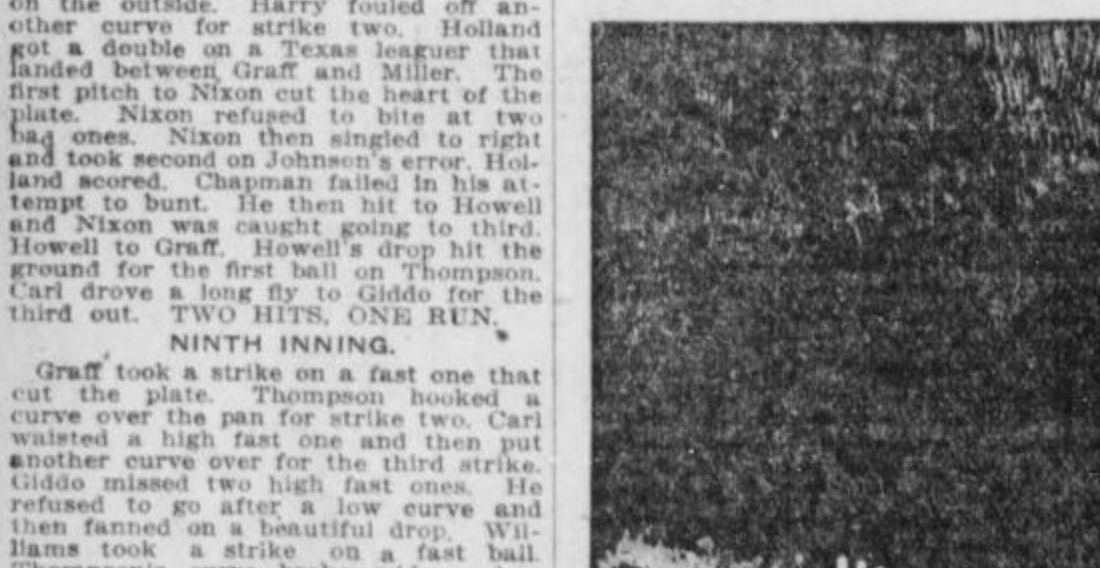 on the outside. Harry fouled off an-
other curve for strike two. Holland
got a double on a Texas leaguer that
landed between Graff and Miller. The
first pitch to Nixon cut the heart of the
plate. Nixon refused to bite at two
bad ones. Nixon then singled to right
and took second on Johnson's error. Hol-
land scored. Chapman failed in his at-
tempt to bunt. He then hit to Howell
and Nixon was caught going to third.
Howell to Graff. Howell's drop hit the
ground for the first ball on Thompson.
Carl drove a long fly to Giddo for the
third out. TWO HITS, ONE RUN.
NINTH INNING.
Graff took a strike on a fast one that
cut the plate. Thompson hooked a
curve over the pan for strike two. Carl
waisted a high fast one and then put
another curve over for the third strike.
Giddo missed two high fast ones. He
refused to go after a low curve and
then fanned on a beautiful drop. Wil-
liams took a strike on a fast ball.